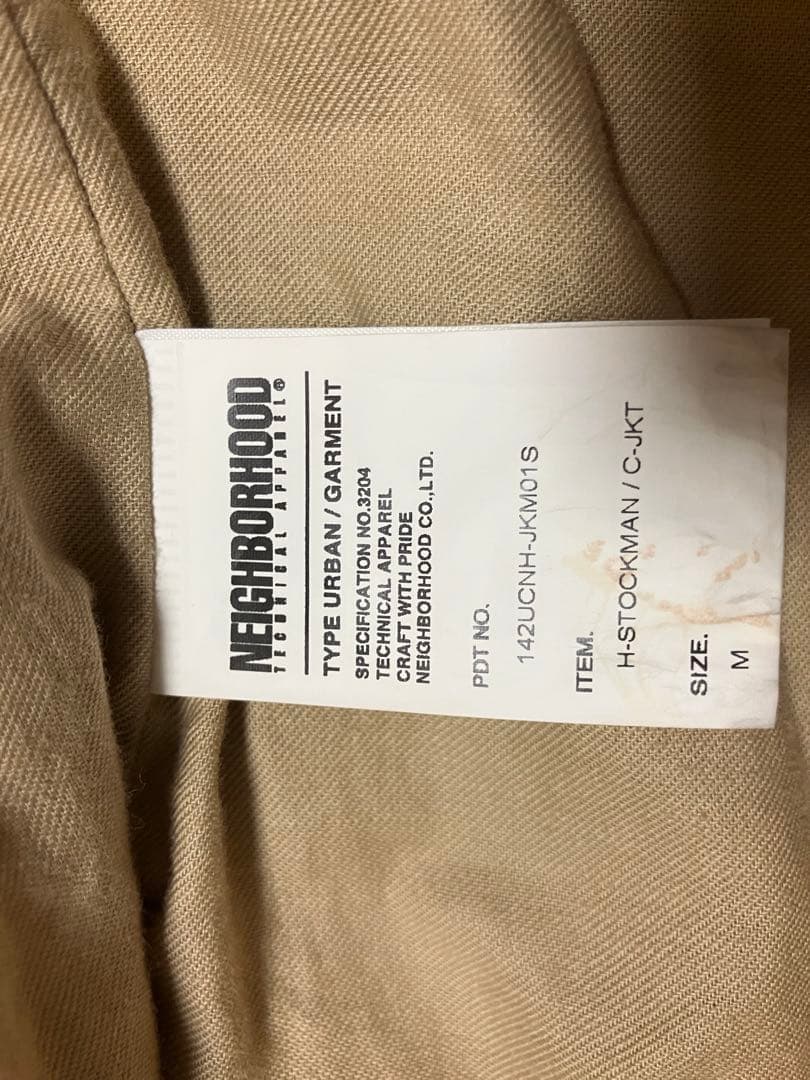 NEIGHBORHOOD
TECHNICAL APPAREL®
TYPE URBAN / GARMENT
SPECIFICATION NO.3204
TECHNICAL APPAREL
CRAFT WITH PRIDE
NEIGHBORHOOD CO.,LTD.
PDT NO.
142UCNH-JKM01S
ITEM.
H-STOCKMAN / C-JKT
SIZE.
M